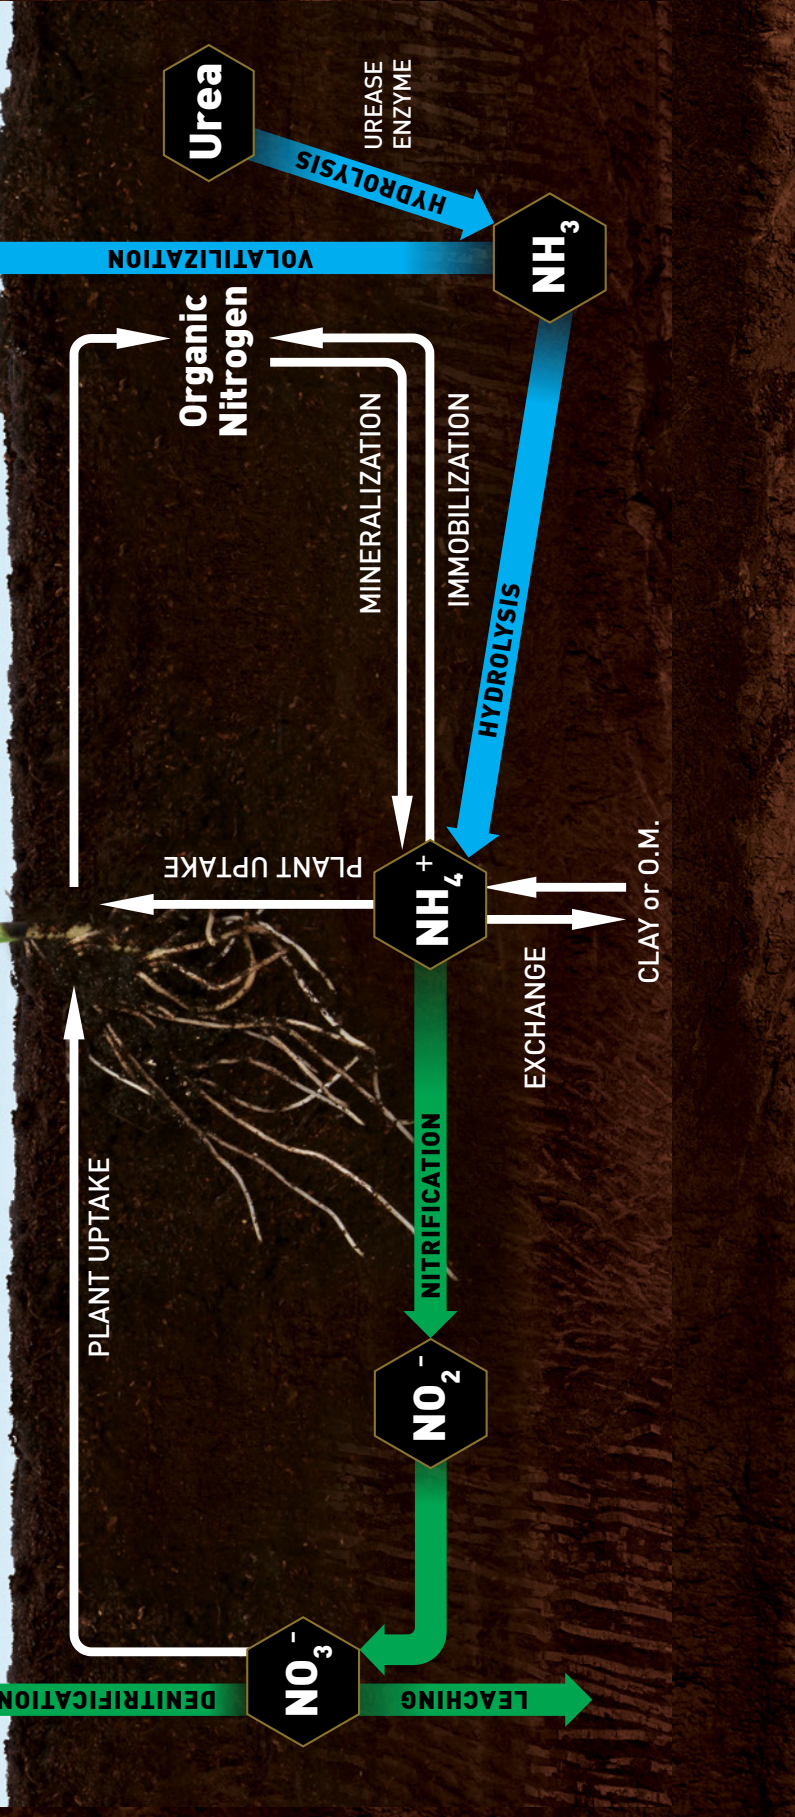 Urea
UREASE
ENZYME
HYDROLYSIS
VOLATILIZATION
NH₃
Organic
Nitrogen
MINERALIZATION
IMMOBILIZATION
HYDROLYSIS
PLANT UPTAKE
NH₄⁺
EXCHANGE
CLAY or O.M.
NITRIFICATION
PLANT UPTAKE
NO₂⁻
NO₃⁻
DENITRIFICATION
LEACHING